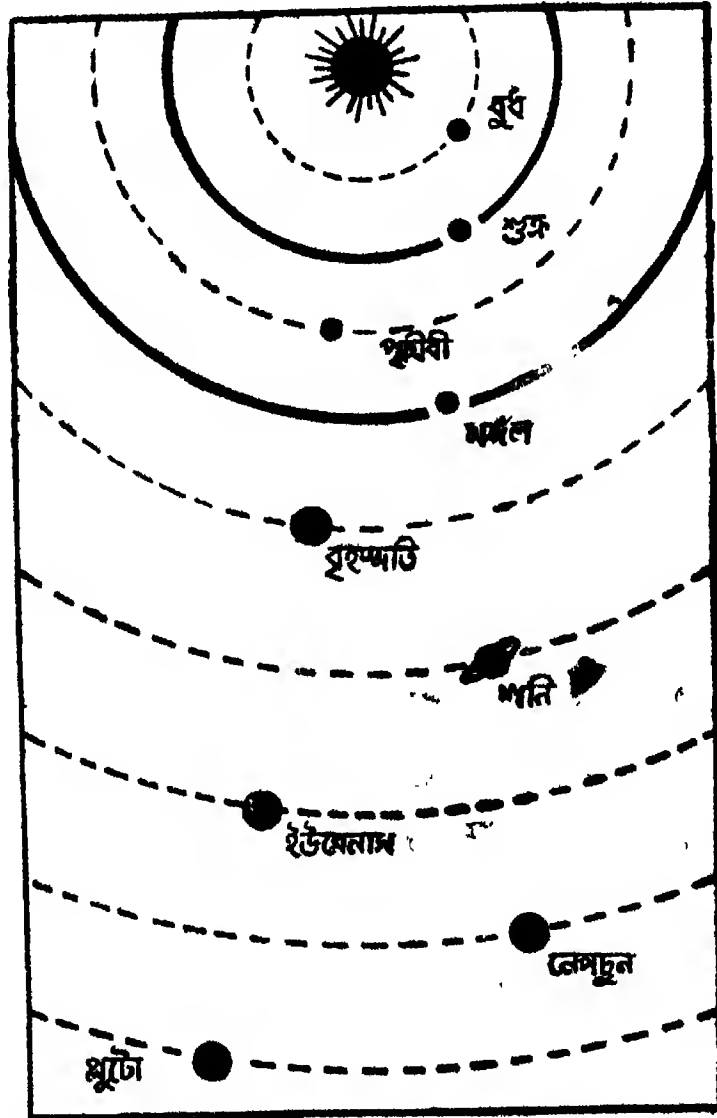 বুধ
শুক্র
পৃথিবী
মঙ্গল
বৃহস্পতি
শনি
ইউরেনাস
নেপচুন
প্লুটো